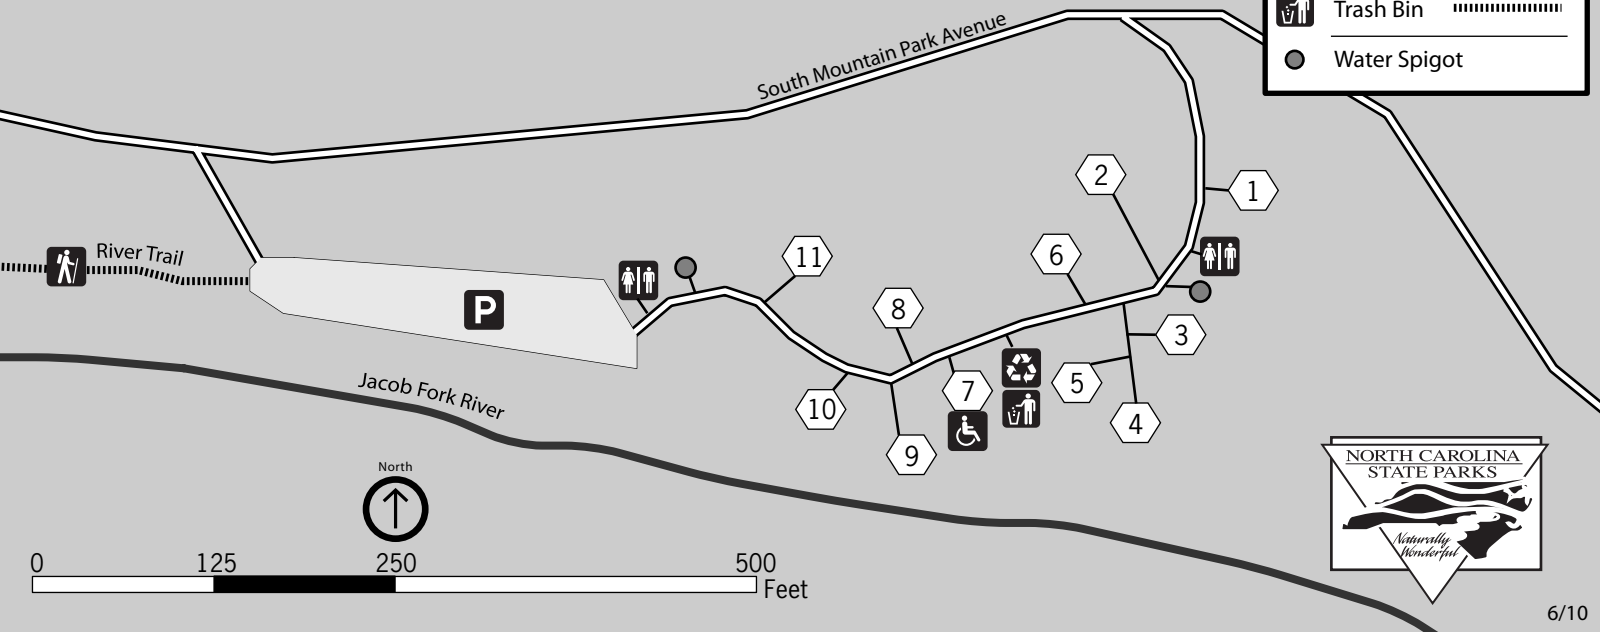 Trash Bin
Water Spigot
South Mountain Park Avenue
2
1
River Trail
11
6
P
8
3
Jacob Fork River
7
5
10
4
9
North
NORTH CAROLINA
STATE PARKS
Naturally
Wonderful
0 125 250 500
Feet
6/10